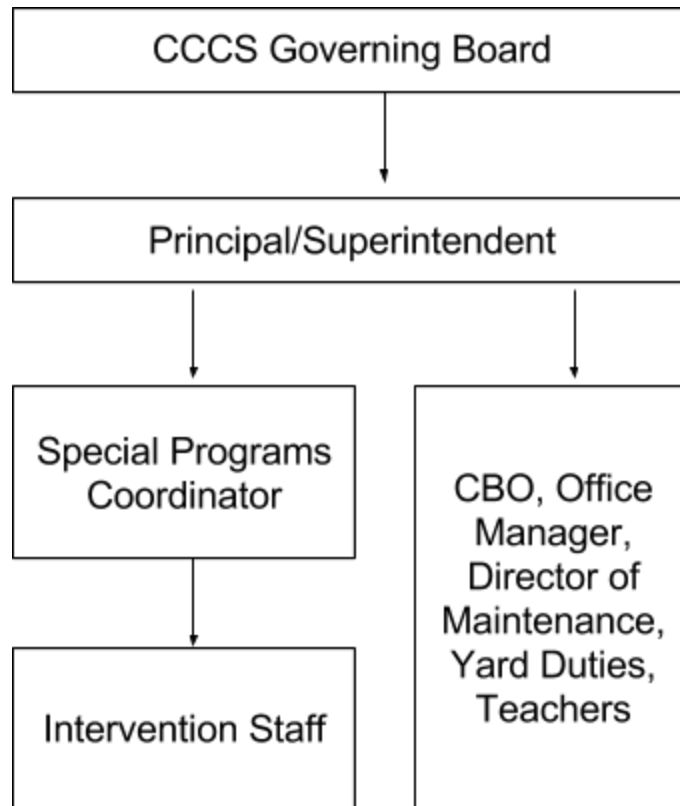 CCCS Governing Board
Principal/Superintendent
Special Programs
Coordinator
CBO, Office
Manager,
Director of
Maintenance,
Yard Duties,
Teachers
Intervention Staff